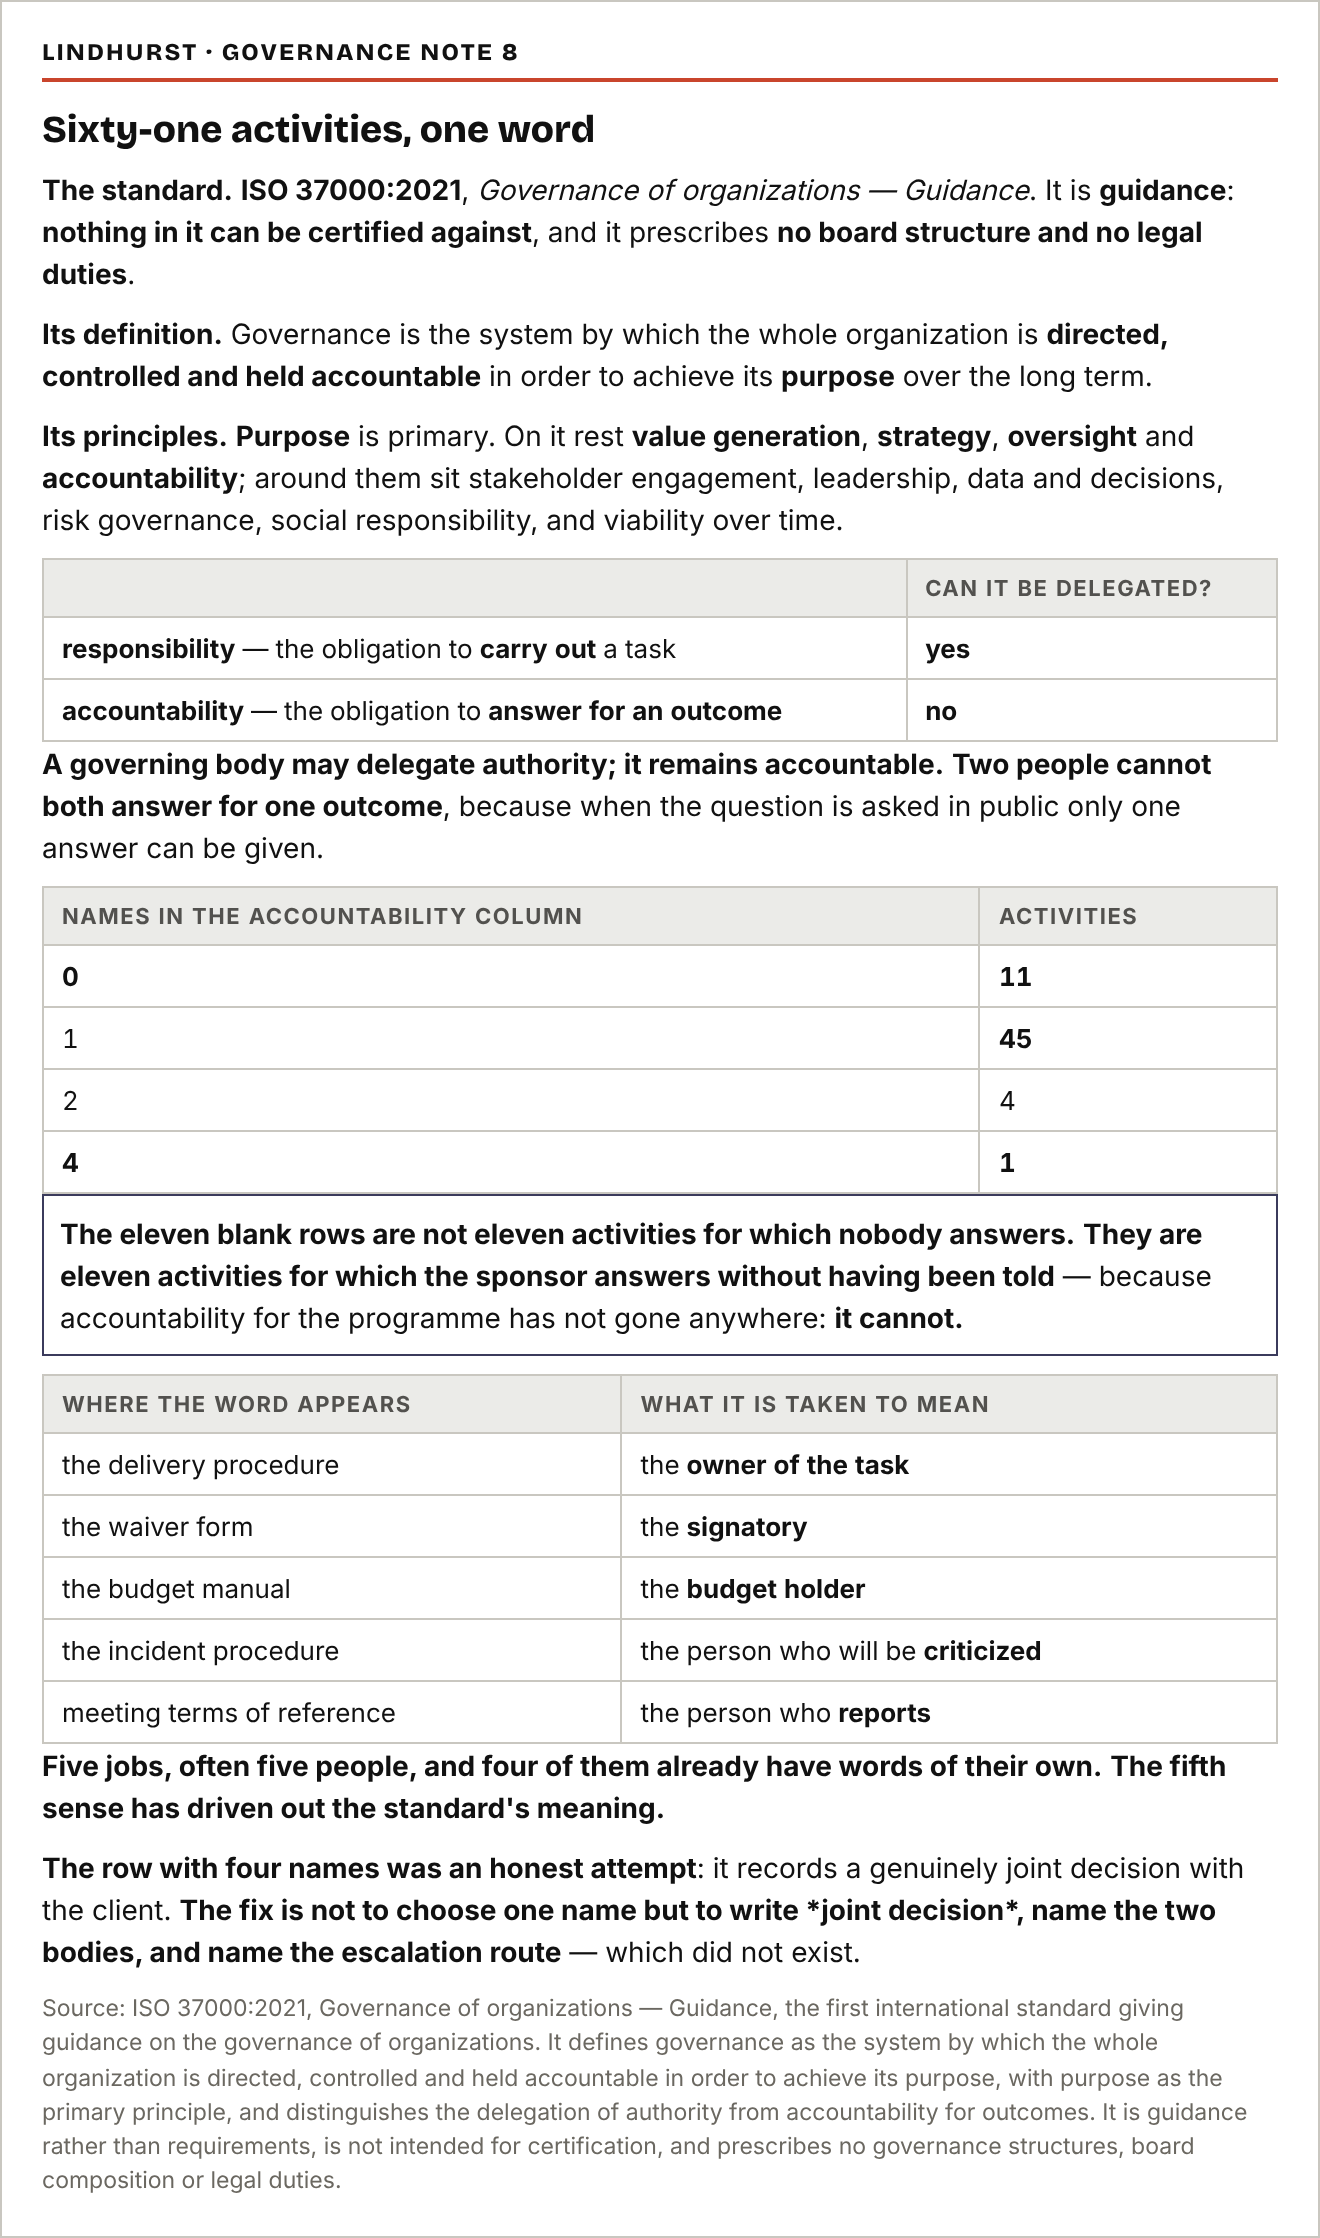 LINDHURST · GOVERNANCE NOTE 8
Sixty-one activities, one word
The standard. ISO 37000:2021, Governance of organizations — Guidance. It is guidance:
nothing in it can be certified against, and it prescribes no board structure and no legal
duties.
Its definition. Governance is the system by which the whole organization is directed,
controlled and held accountable in order to achieve its purpose over the long term.
Its principles. Purpose is primary. On it rest value generation, strategy, oversight and
accountability; around them sit stakeholder engagement, leadership, data and decisions,
risk governance, social responsibility, and viability over time.
CAN IT BE DELEGATED?
responsibility — the obligation to carry out a task yes
accountability — the obligation to answer for an outcome no
A governing body may delegate authority; it remains accountable. Two people cannot
both answer for one outcome, because when the question is asked in public only one
answer can be given.
NAMES IN THE ACCOUNTABILITY COLUMN ACTIVITIES
0 11
1 45
2 4
4 1
The eleven blank rows are not eleven activities for which nobody answers. They are
eleven activities for which the sponsor answers without having been told — because
accountability for the programme has not gone anywhere: it cannot.
WHERE THE WORD APPEARS WHAT IT IS TAKEN TO MEAN
the delivery procedure the owner of the task
the waiver form the signatory
the budget manual the budget holder
the incident procedure the person who will be criticized
meeting terms of reference the person who reports
Five jobs, often five people, and four of them already have words of their own. The fifth
sense has driven out the standard's meaning.
The row with four names was an honest attempt: it records a genuinely joint decision with
the client. The fix is not to choose one name but to write *joint decision*, name the two
bodies, and name the escalation route — which did not exist.
Source: ISO 37000:2021, Governance of organizations — Guidance, the first international standard giving
guidance on the governance of organizations. It defines governance as the system by which the whole
organization is directed, controlled and held accountable in order to achieve its purpose, with purpose as the
primary principle, and distinguishes the delegation of authority from accountability for outcomes. It is guidance
rather than requirements, is not intended for certification, and prescribes no governance structures, board
composition or legal duties.